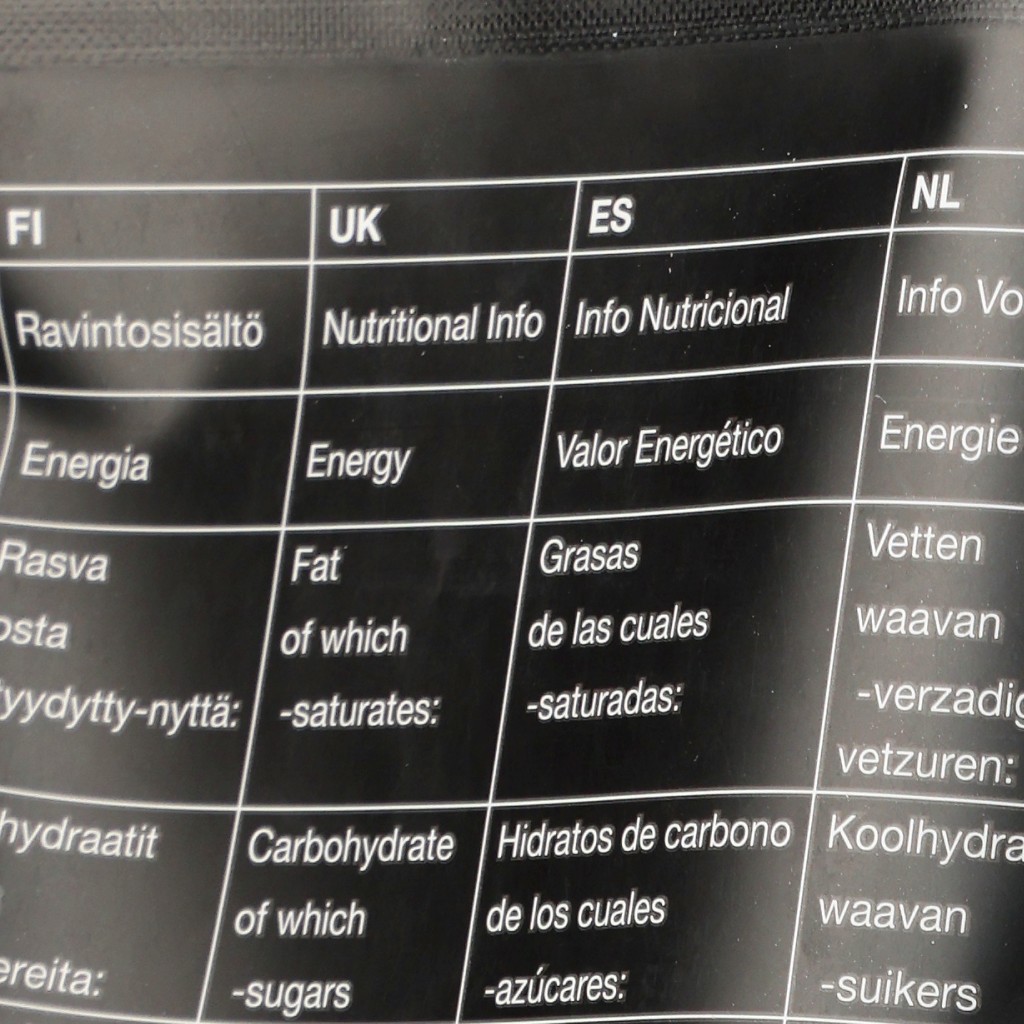 FI UK ES NL
Ravintosisältö Nutritional Info Info Nutricional Info Vo
Energia Energy Valor Energético Energie
Rasva Fat Grasas Vetten
osta of which de las cuales waavan
yydytty-nyttä: -saturates: -saturadas: -verzadig
vetzuren:
hydraatit Carbohydrate Hidratos de carbono Koolhydra
of which de los cuales waavan
ereita: -sugars -azúcares: -suikers